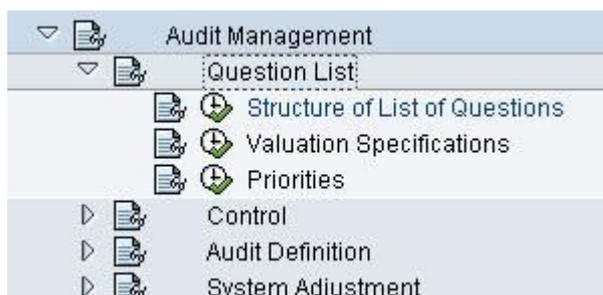 Audit Management
Question List
Structure of List of Questions
Valuation Specifications
Priorities
Control
Audit Definition
System Adjustment